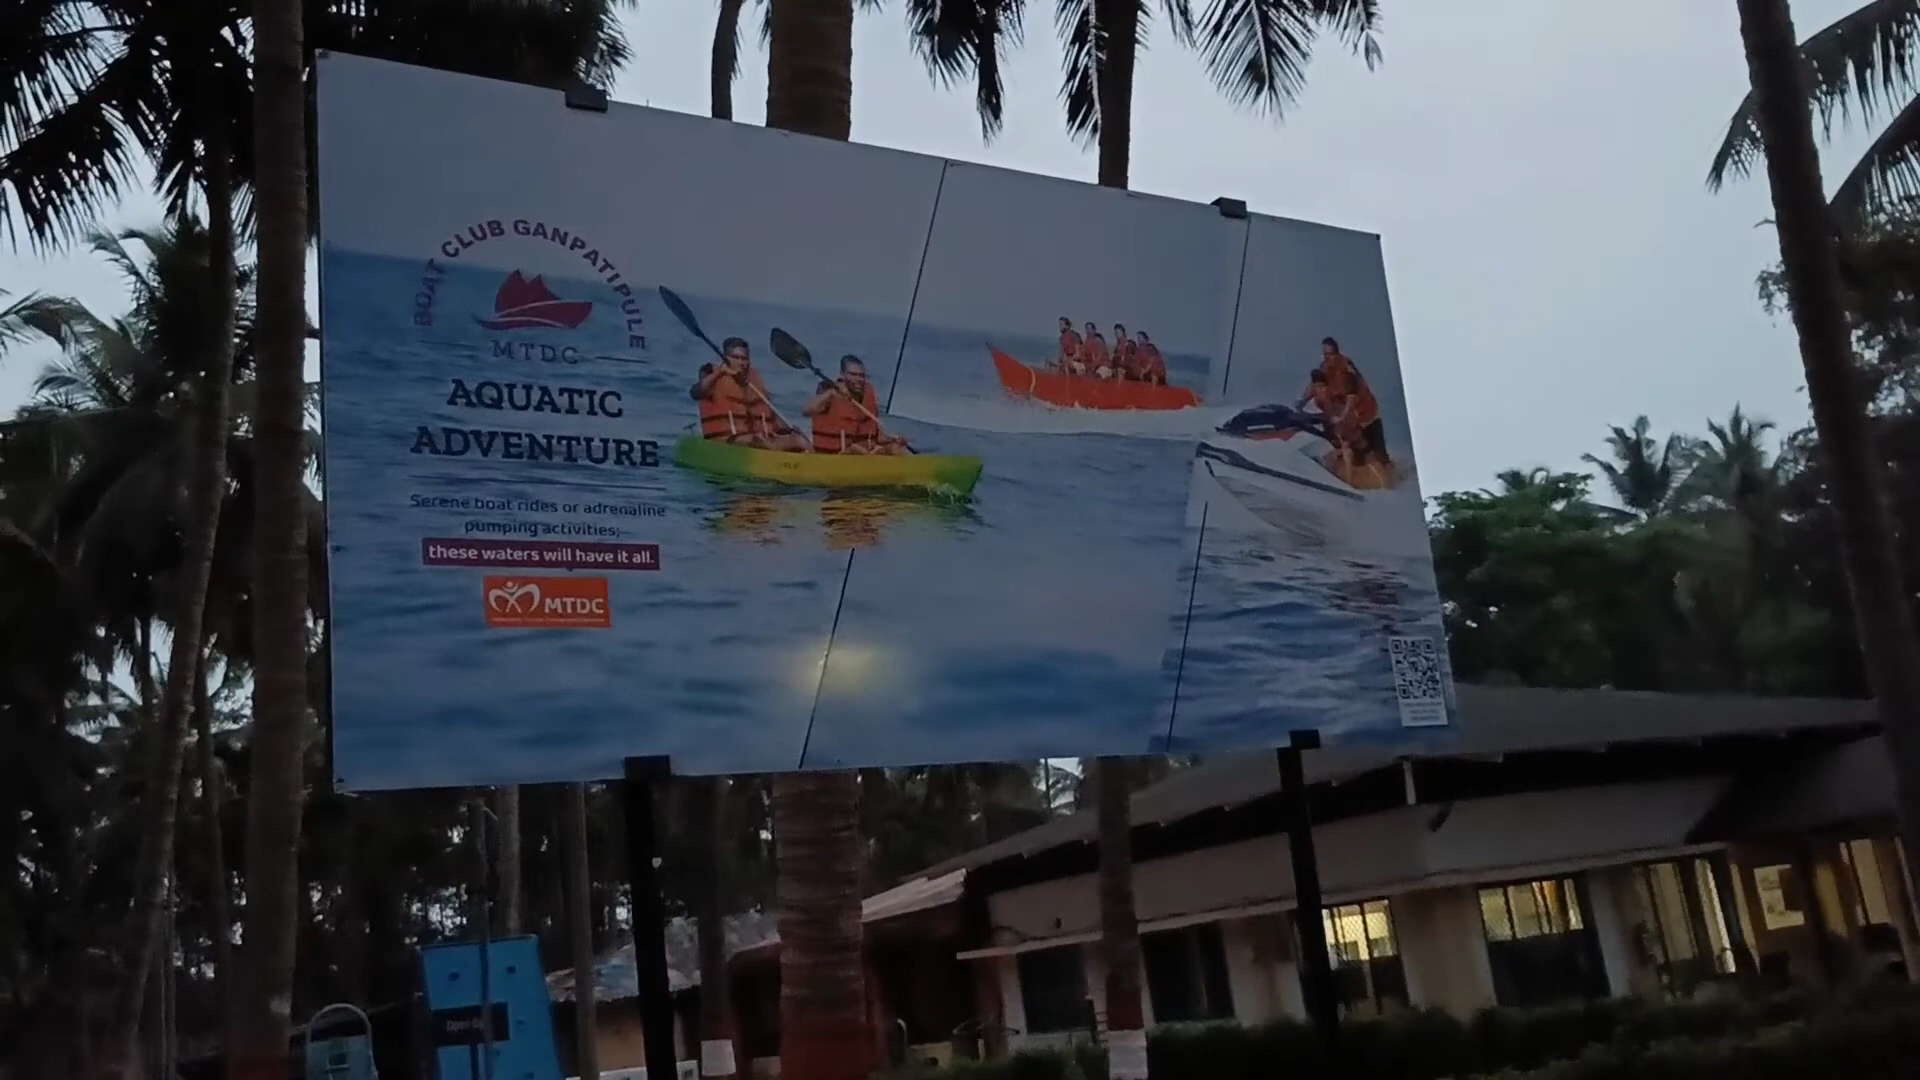 BOAT CLUB GANPATIPULE
MTDC
AQUATIC
ADVENTURE
Serene boat rides or adrenaline
pumping activities;
these waters will have it all.
MTDC
Open